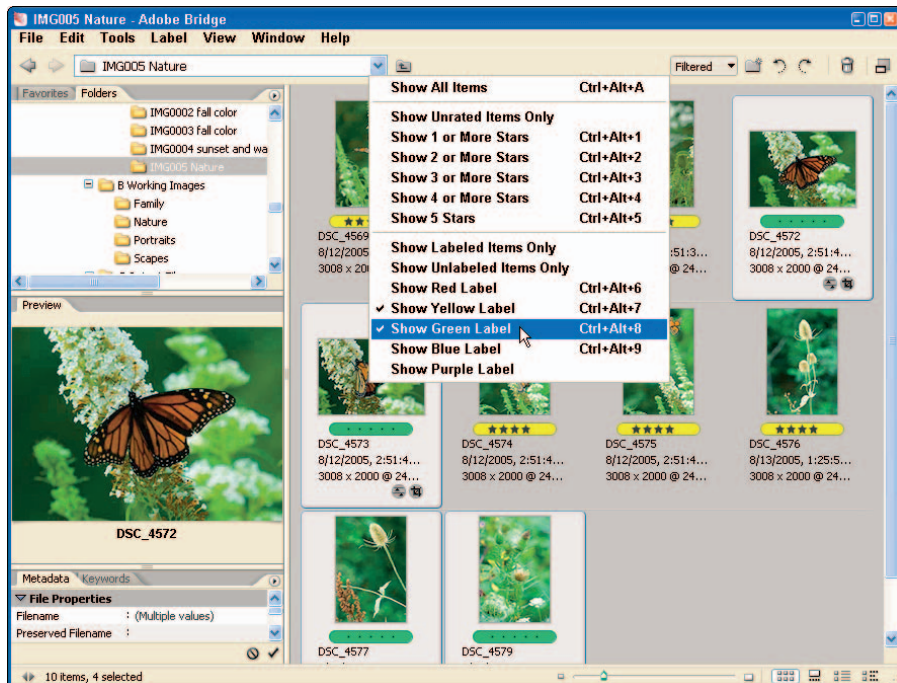 IMG005 Nature - Adobe Bridge
File Edit Tools Label View Window Help
IMG005 Nature
Filtered
Favorites Folders
IMG0002 fall color
IMG0003 fall color
IMG0004 sunset and wa
IMG005 Nature
B Working Images
Family
Nature
Portraits
Scapes
Show All Items Ctrl+Alt+A
Show Unrated Items Only
Show 1 or More Stars Ctrl+Alt+1
Show 2 or More Stars Ctrl+Alt+2
Show 3 or More Stars Ctrl+Alt+3
Show 4 or More Stars Ctrl+Alt+4
Show 5 Stars Ctrl+Alt+5
Show Labeled Items Only
Show Unlabeled Items Only
Show Red Label Ctrl+Alt+6
Show Yellow Label Ctrl+Alt+7
Show Green Label Ctrl+Alt+8
Show Blue Label Ctrl+Alt+9
Show Purple Label
DSC_4569
8/12/2005
3008 x 20
:51:3...
@ 24...
DSC_4572
8/12/2005, 2:51:4...
3008 x 2000 @ 24...
Preview
DSC_4572
DSC_4573
8/12/2005, 2:51:4...
3008 x 2000 @ 24...
DSC_4574
8/12/2005, 2:51:4...
3008 x 2000 @ 24...
DSC_4575
8/12/2005, 2:51:4...
3008 x 2000 @ 24...
DSC_4576
8/13/2005, 1:25:5...
3008 x 2000 @ 24...
DSC_4577
DSC_4579
Metadata Keywords
File Properties
Filename : (Multiple values)
Preserved Filename :
10 items, 4 selected